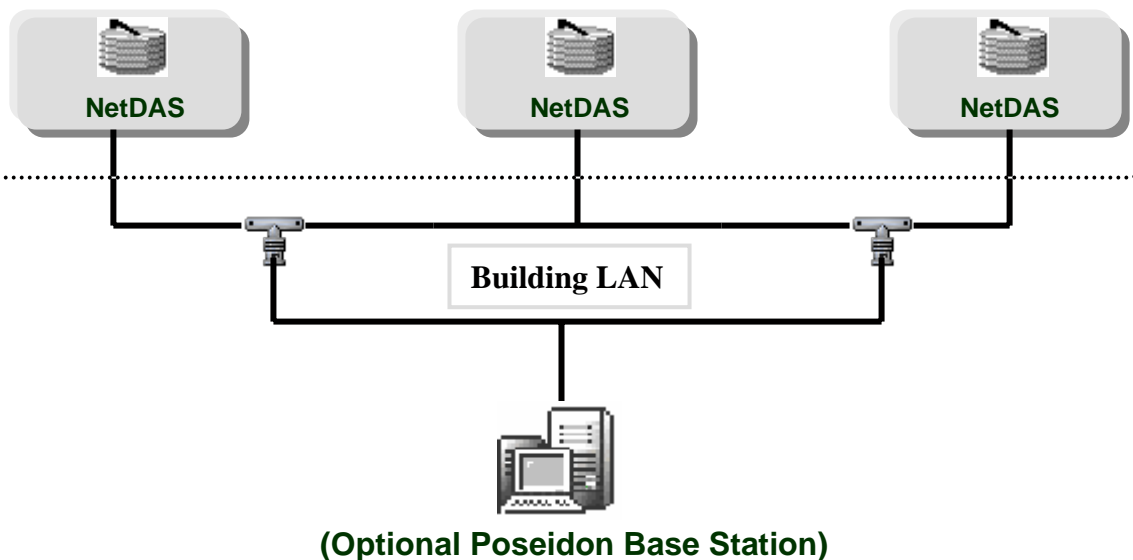 NetDAS
NetDAS
NetDAS
Building LAN
(Optional Poseidon Base Station)